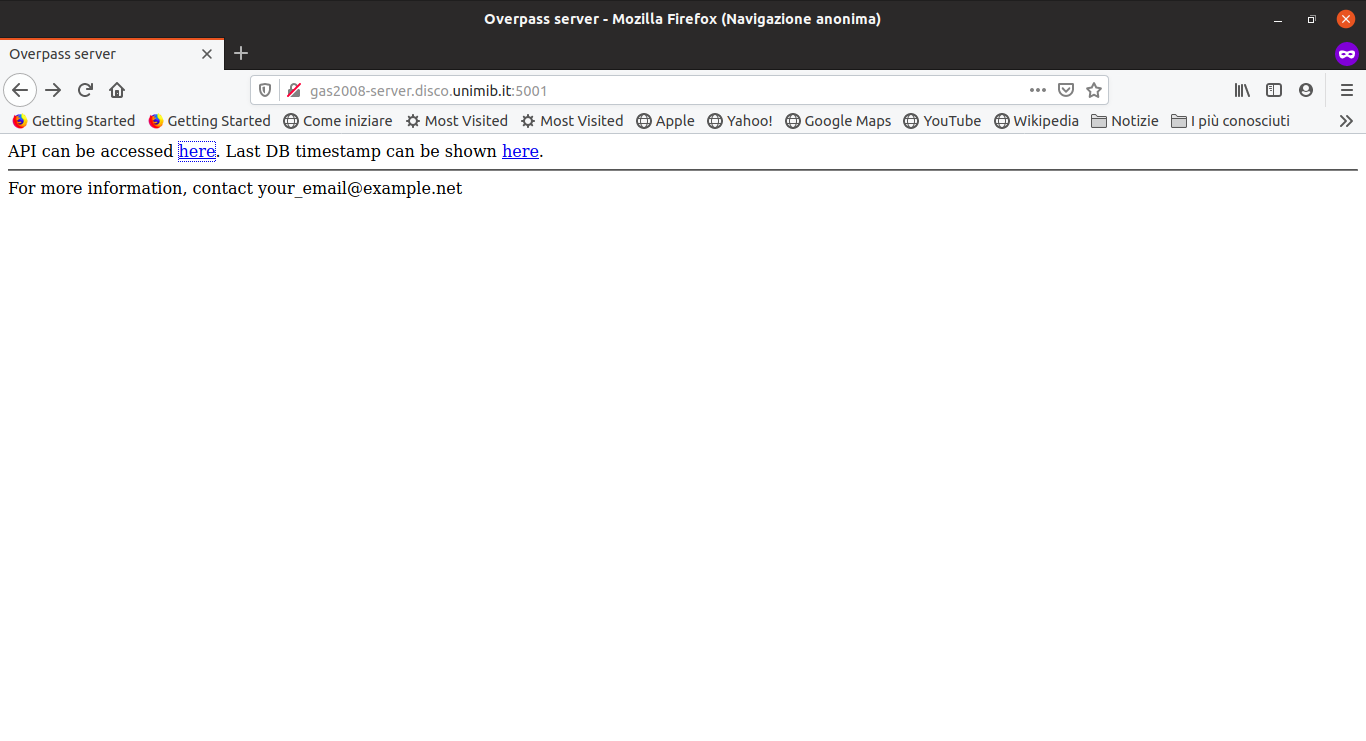 Overpass server - Mozilla Firefox (Navigazione anonima)
Overpass server
gas2008-server.disco.unimib.it:5001
Getting Started Getting Started Come iniziare Most Visited Most Visited Apple Yahoo! Google Maps YouTube Wikipedia Notizie I più conosciuti
API can be accessed here. Last DB timestamp can be shown here.
For more information, contact your_email@example.net